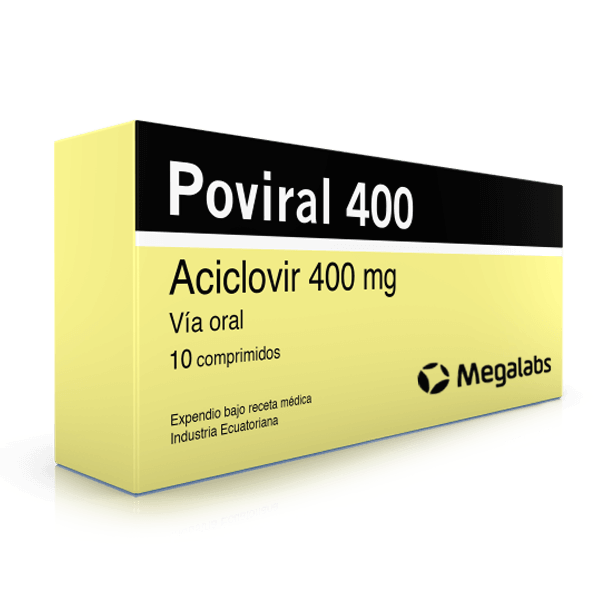 Poviral 400
Aciclovir 400 mg
Vía oral
10 comprimidos
Megalabs
Expendio bajo receta médica
Industria Ecuatoriana